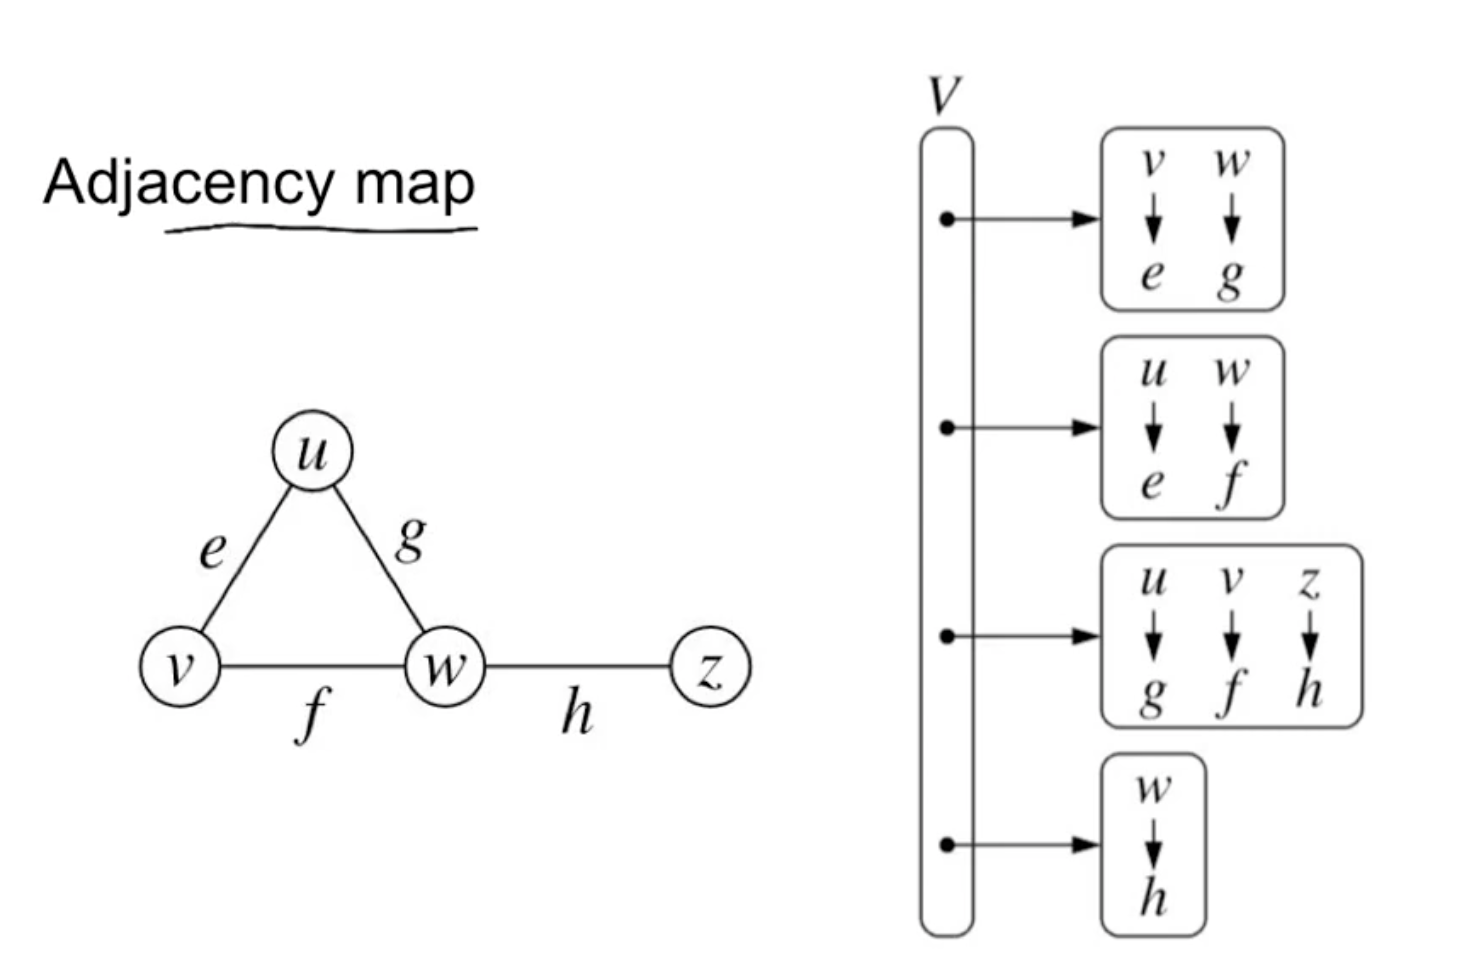 Adjacency map
u
e g
v w z
f h
V
v w
e g
u w
e f
u v z
g f h
w
h